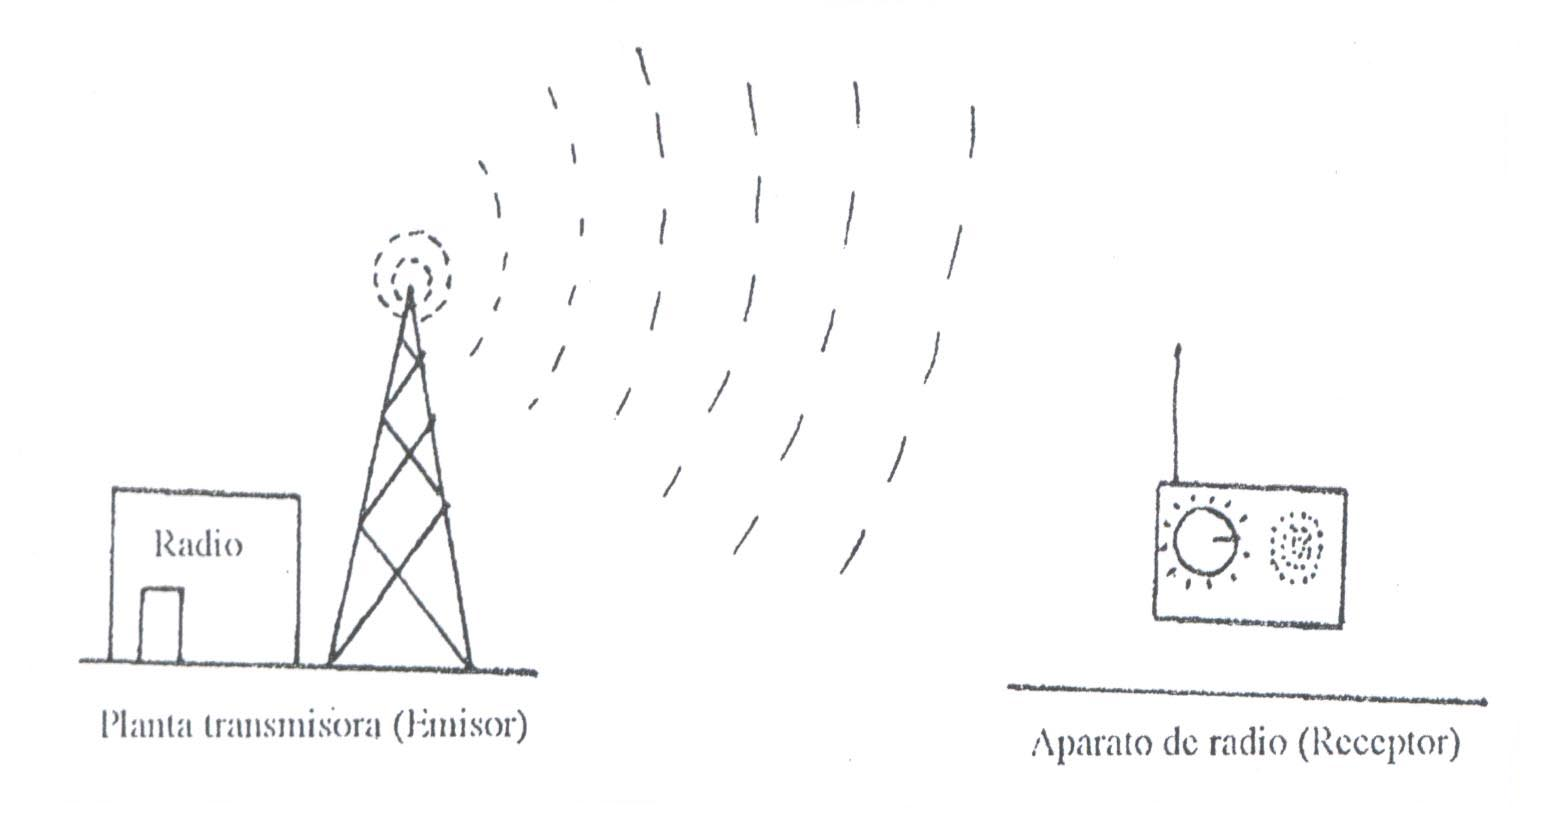 Radio
Planta transmisora (Emisor)
Aparato de radio (Receptor)